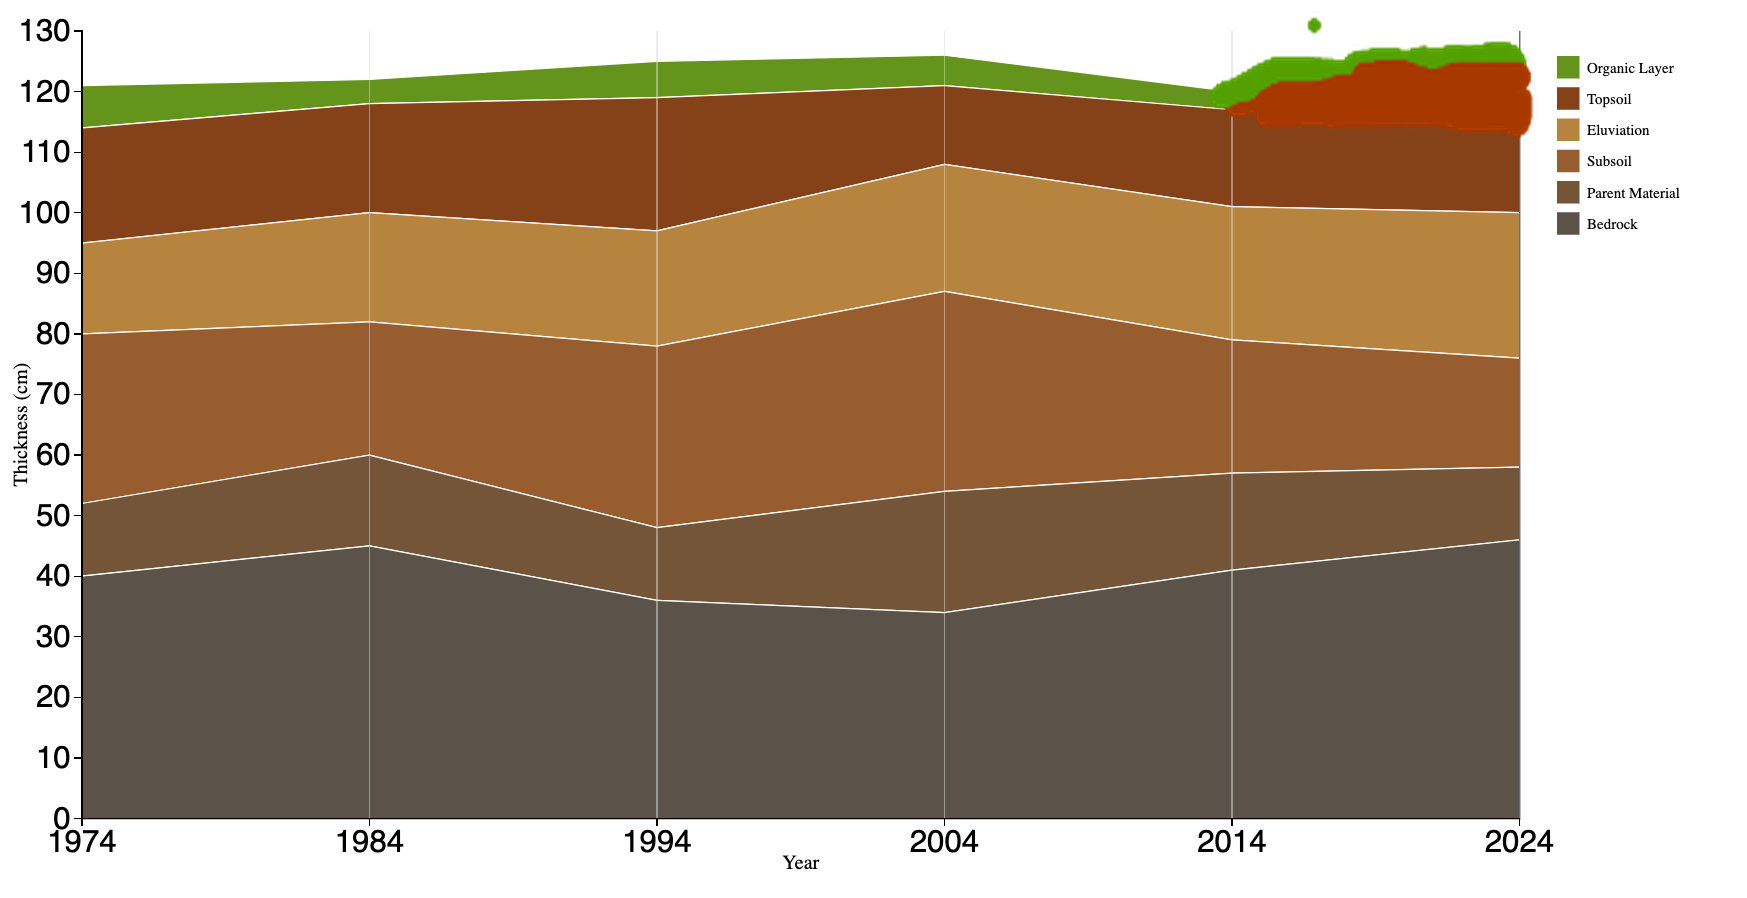 130
120
110
100
90
80
70
60
50
40
30
20
10
0
Thickness (cm)
1974 1984 1994 2004 2014 2024
Year
Organic Layer
Topsoil
Eluviation
Subsoil
Parent Material
Bedrock